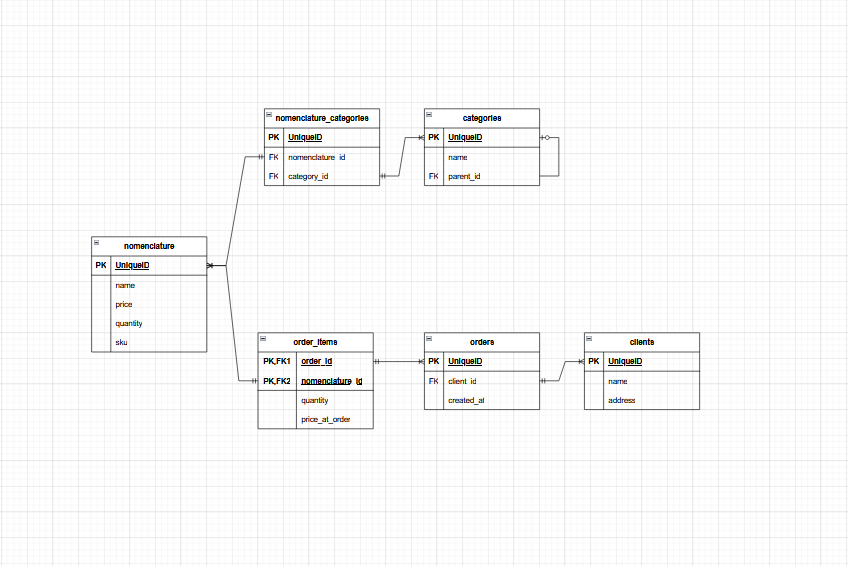 nomenclature_categories
PK UniqueID
FK nomenclature_id
FK category_id
categories
PK UniqueID
name
FK parent_id
nomenclature
PK UniqueID
name
price
quantity
sku
order_items
PK,FK1 order_id
PK,FK2 nomenclature_id
quantity
price_at_order
orders
PK UniqueID
FK client_id
created_at
clients
PK UniqueID
name
address